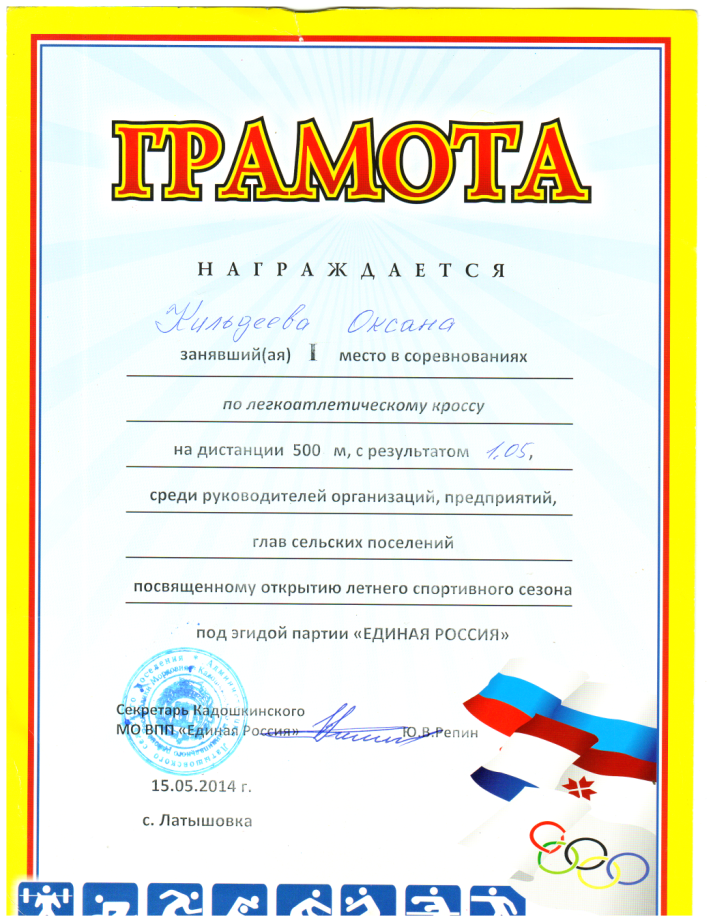 ГРАМОТА
НАГРАЖДАЕТСЯ
Кильдеева Оксана
занявший(ая) I место в соревнованиях
по легкоатлетическому кроссу
на дистанции 500 м, с результатом 1,05,
среди руководителей организаций, предприятий,
глав сельских поселений
посвященному открытию летнего спортивного сезона
под эгидой партии «ЕДИНАЯ РОССИЯ»
Секретарь Кадошкинского
МО ВПП «Единая Россия» Ю.В.Репин
15.05.2014 г.
с. Латышовка